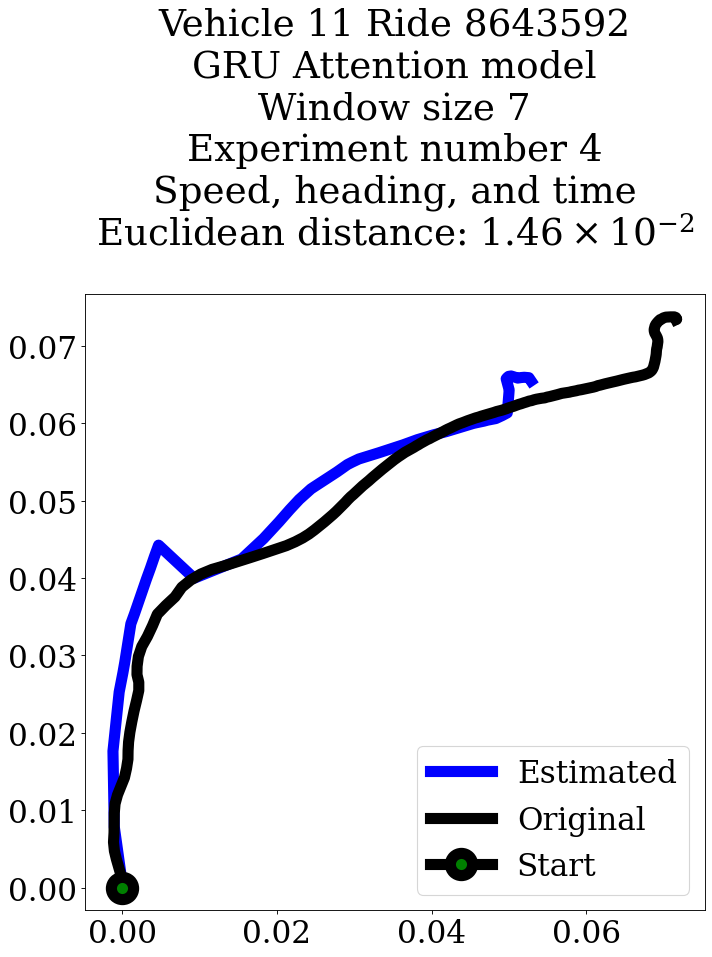 Vehicle 11 Ride 8643592
GRU Attention model
Window size 7
Experiment number 4
Speed, heading, and time
Euclidean distance: 1.46 × 10⁻²
0.07
0.06
0.05
0.04
0.03
0.02
0.01
0.00
Estimated
Original
Start
0.00 0.02 0.04 0.06